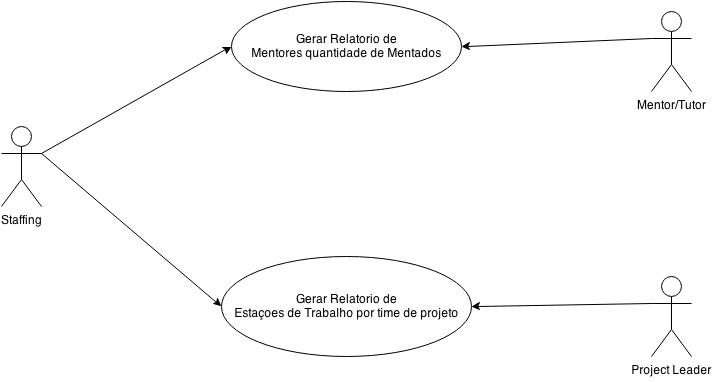 Gerar Relatorio de
Mentores quantidade de Mentados
Mentor/Tutor
Staffing
Gerar Relatorio de
Estaçoes de Trabalho por time de projeto
Project Leader